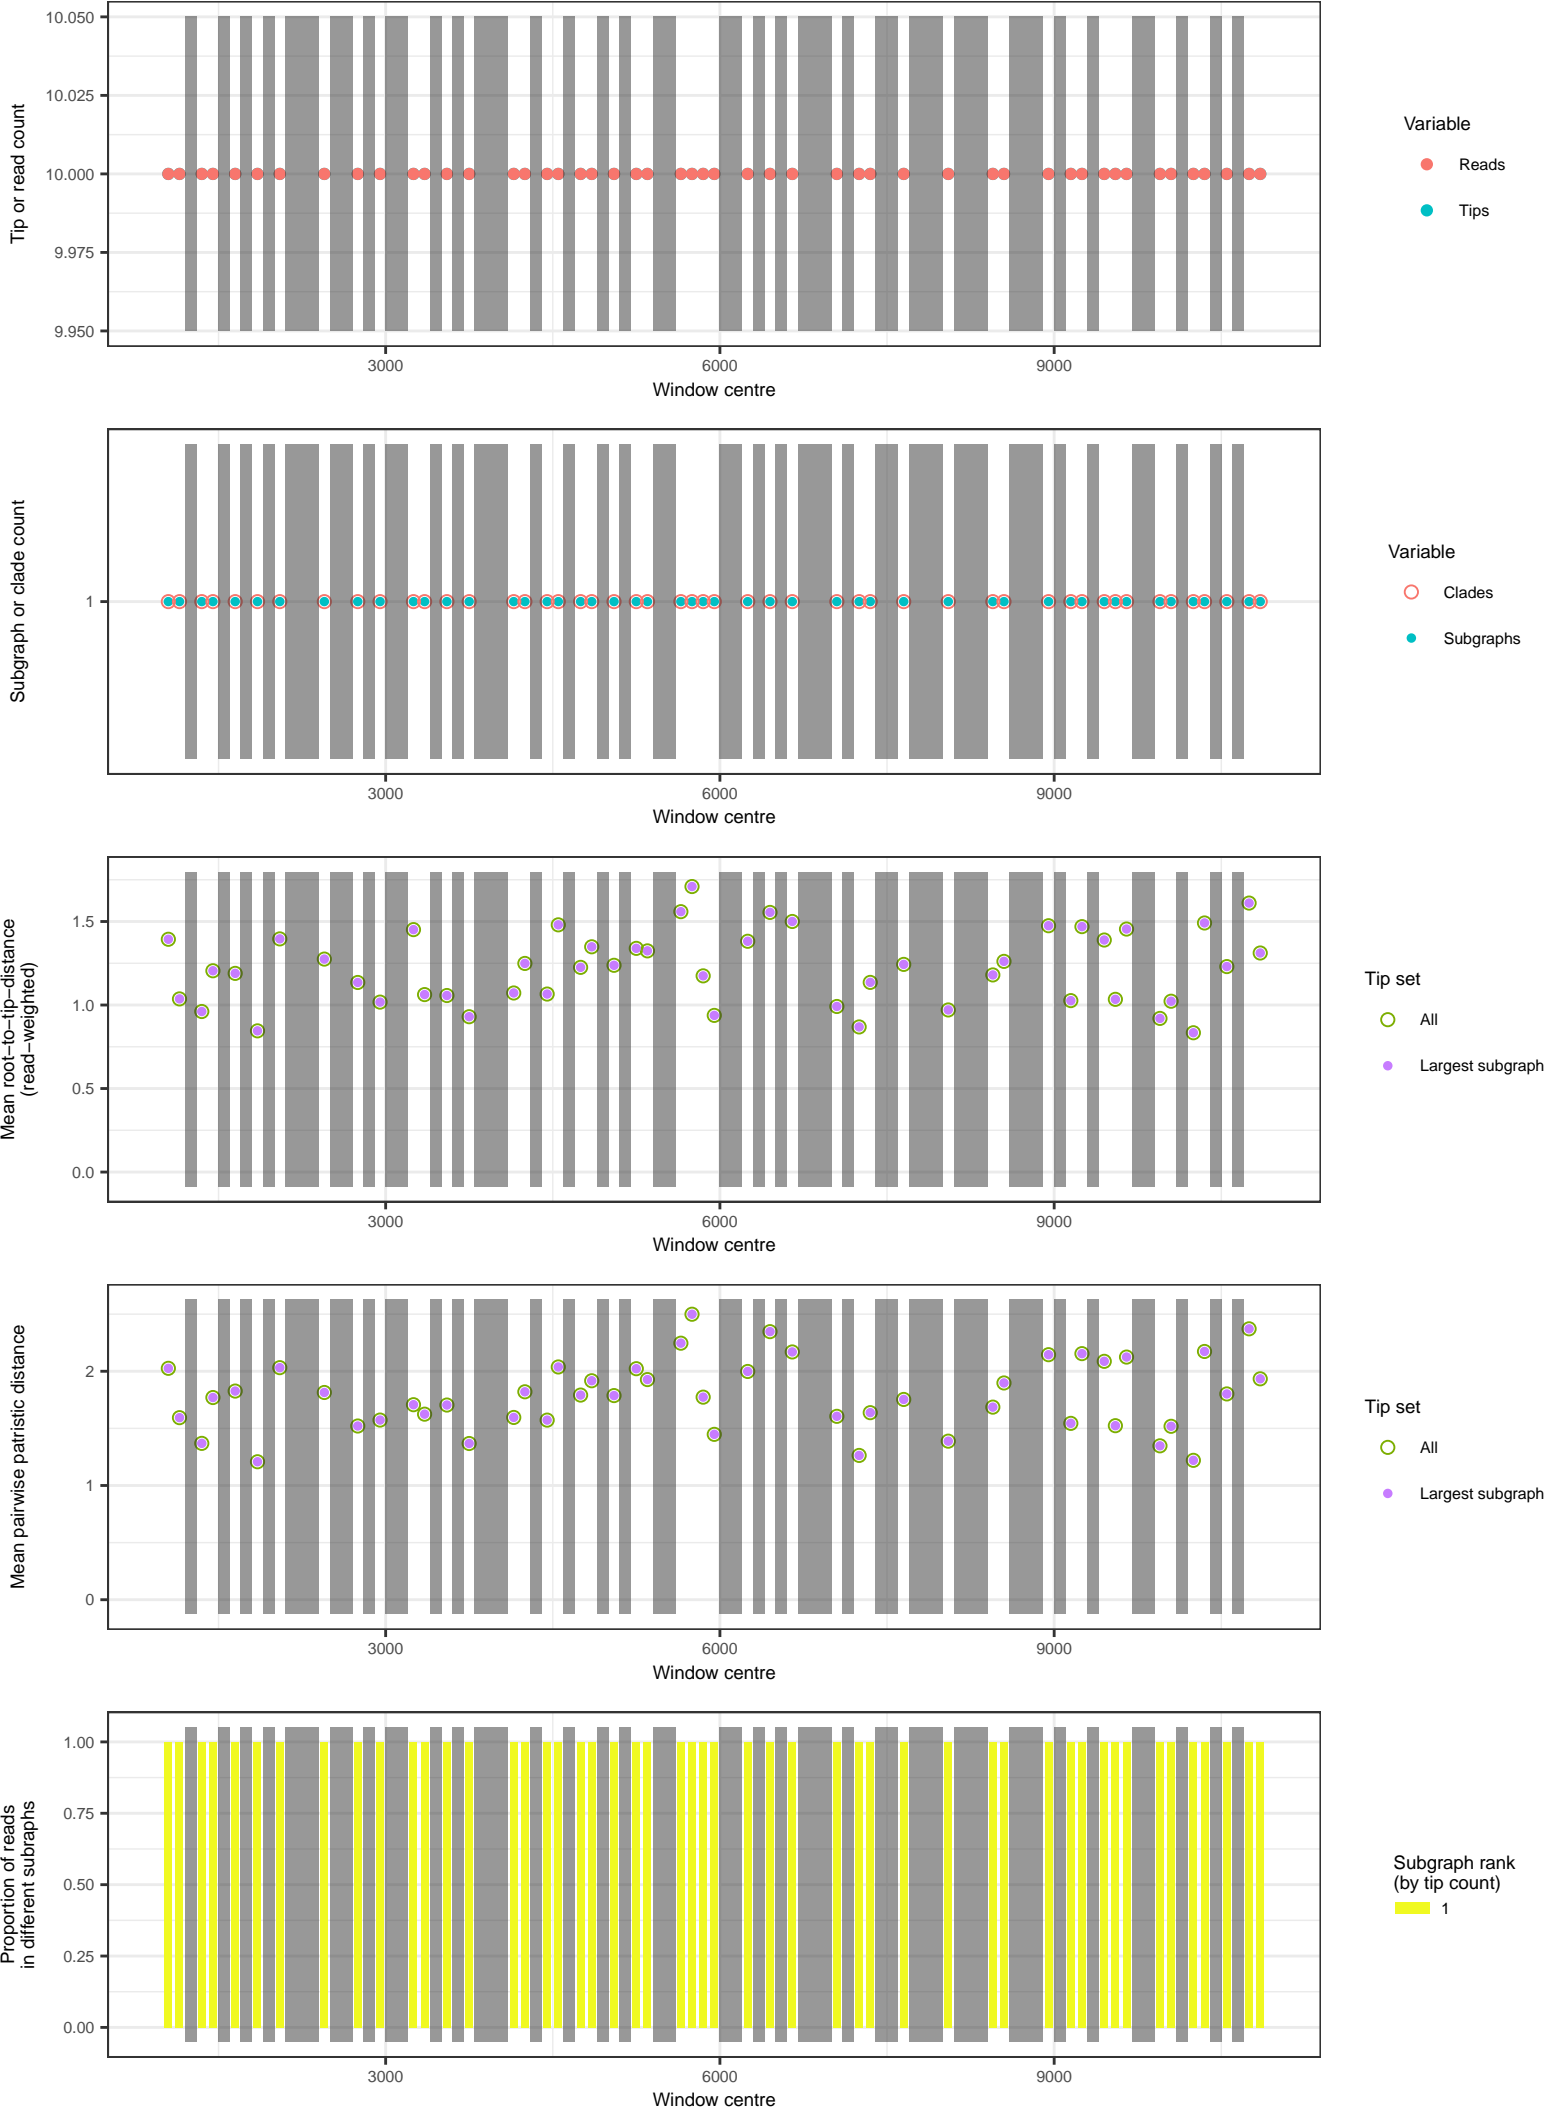 10.050
10.025
10.000
9.975
9.950
Tip or read count
3000
6000
9000
Window centre
Variable
Reads
Tips
1
Subgraph or clade count
3000
6000
9000
Window centre
Variable
Clades
Subgraphs
1.5
1.0
0.5
0.0
Mean root−to−tip−distance
(read−weighted)
3000
6000
9000
Window centre
Tip set
All
Largest subgraph
2
1
0
Mean pairwise patristic distance
3000
6000
9000
Window centre
Tip set
All
Largest subgraph
1.00
0.75
0.50
0.25
0.00
Proportion of reads
in different subraphs
3000
6000
9000
Window centre
Subgraph rank
(by tip count)
1